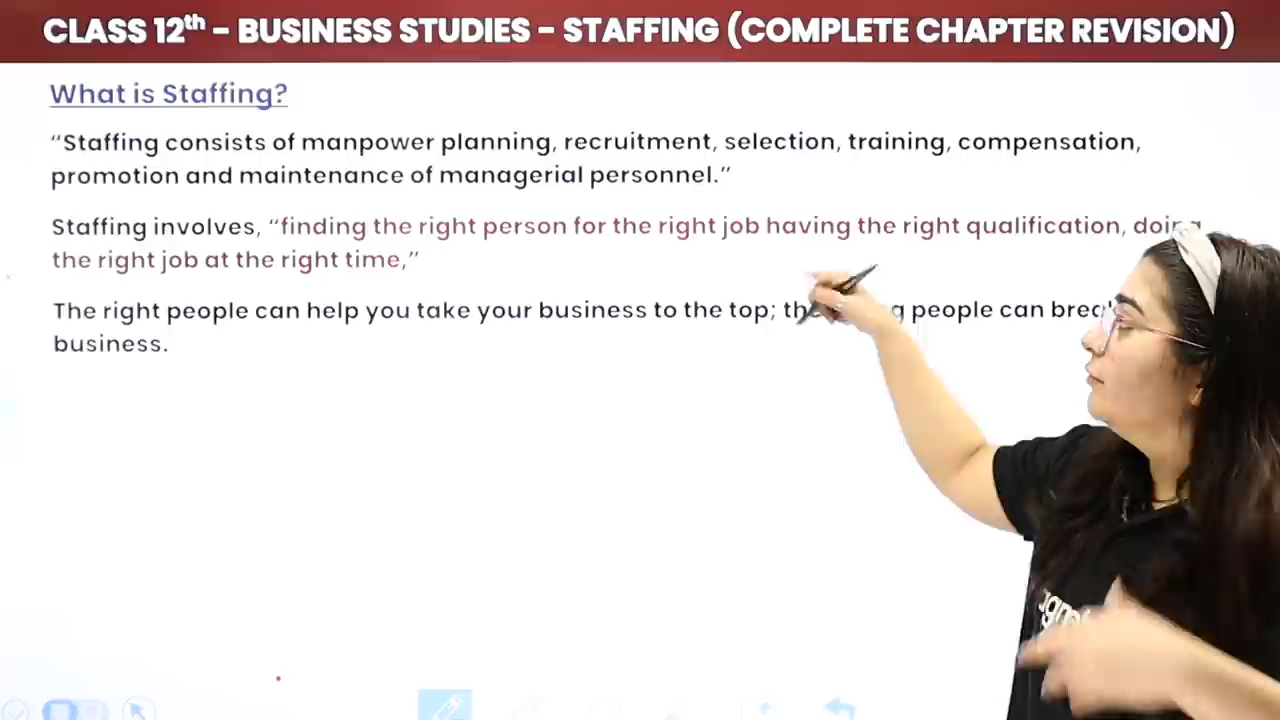 CLASS 12th - BUSINESS STUDIES - STAFFING (COMPLETE CHAPTER REVISION)
What is Staffing?
“Staffing consists of manpower planning, recruitment, selection, training, compensation,
promotion and maintenance of managerial personnel.”
Staffing involves, “finding the right person for the right job having the right qualification, doing
the right job at the right time,”
The right people can help you take your business to the top; people can
business.